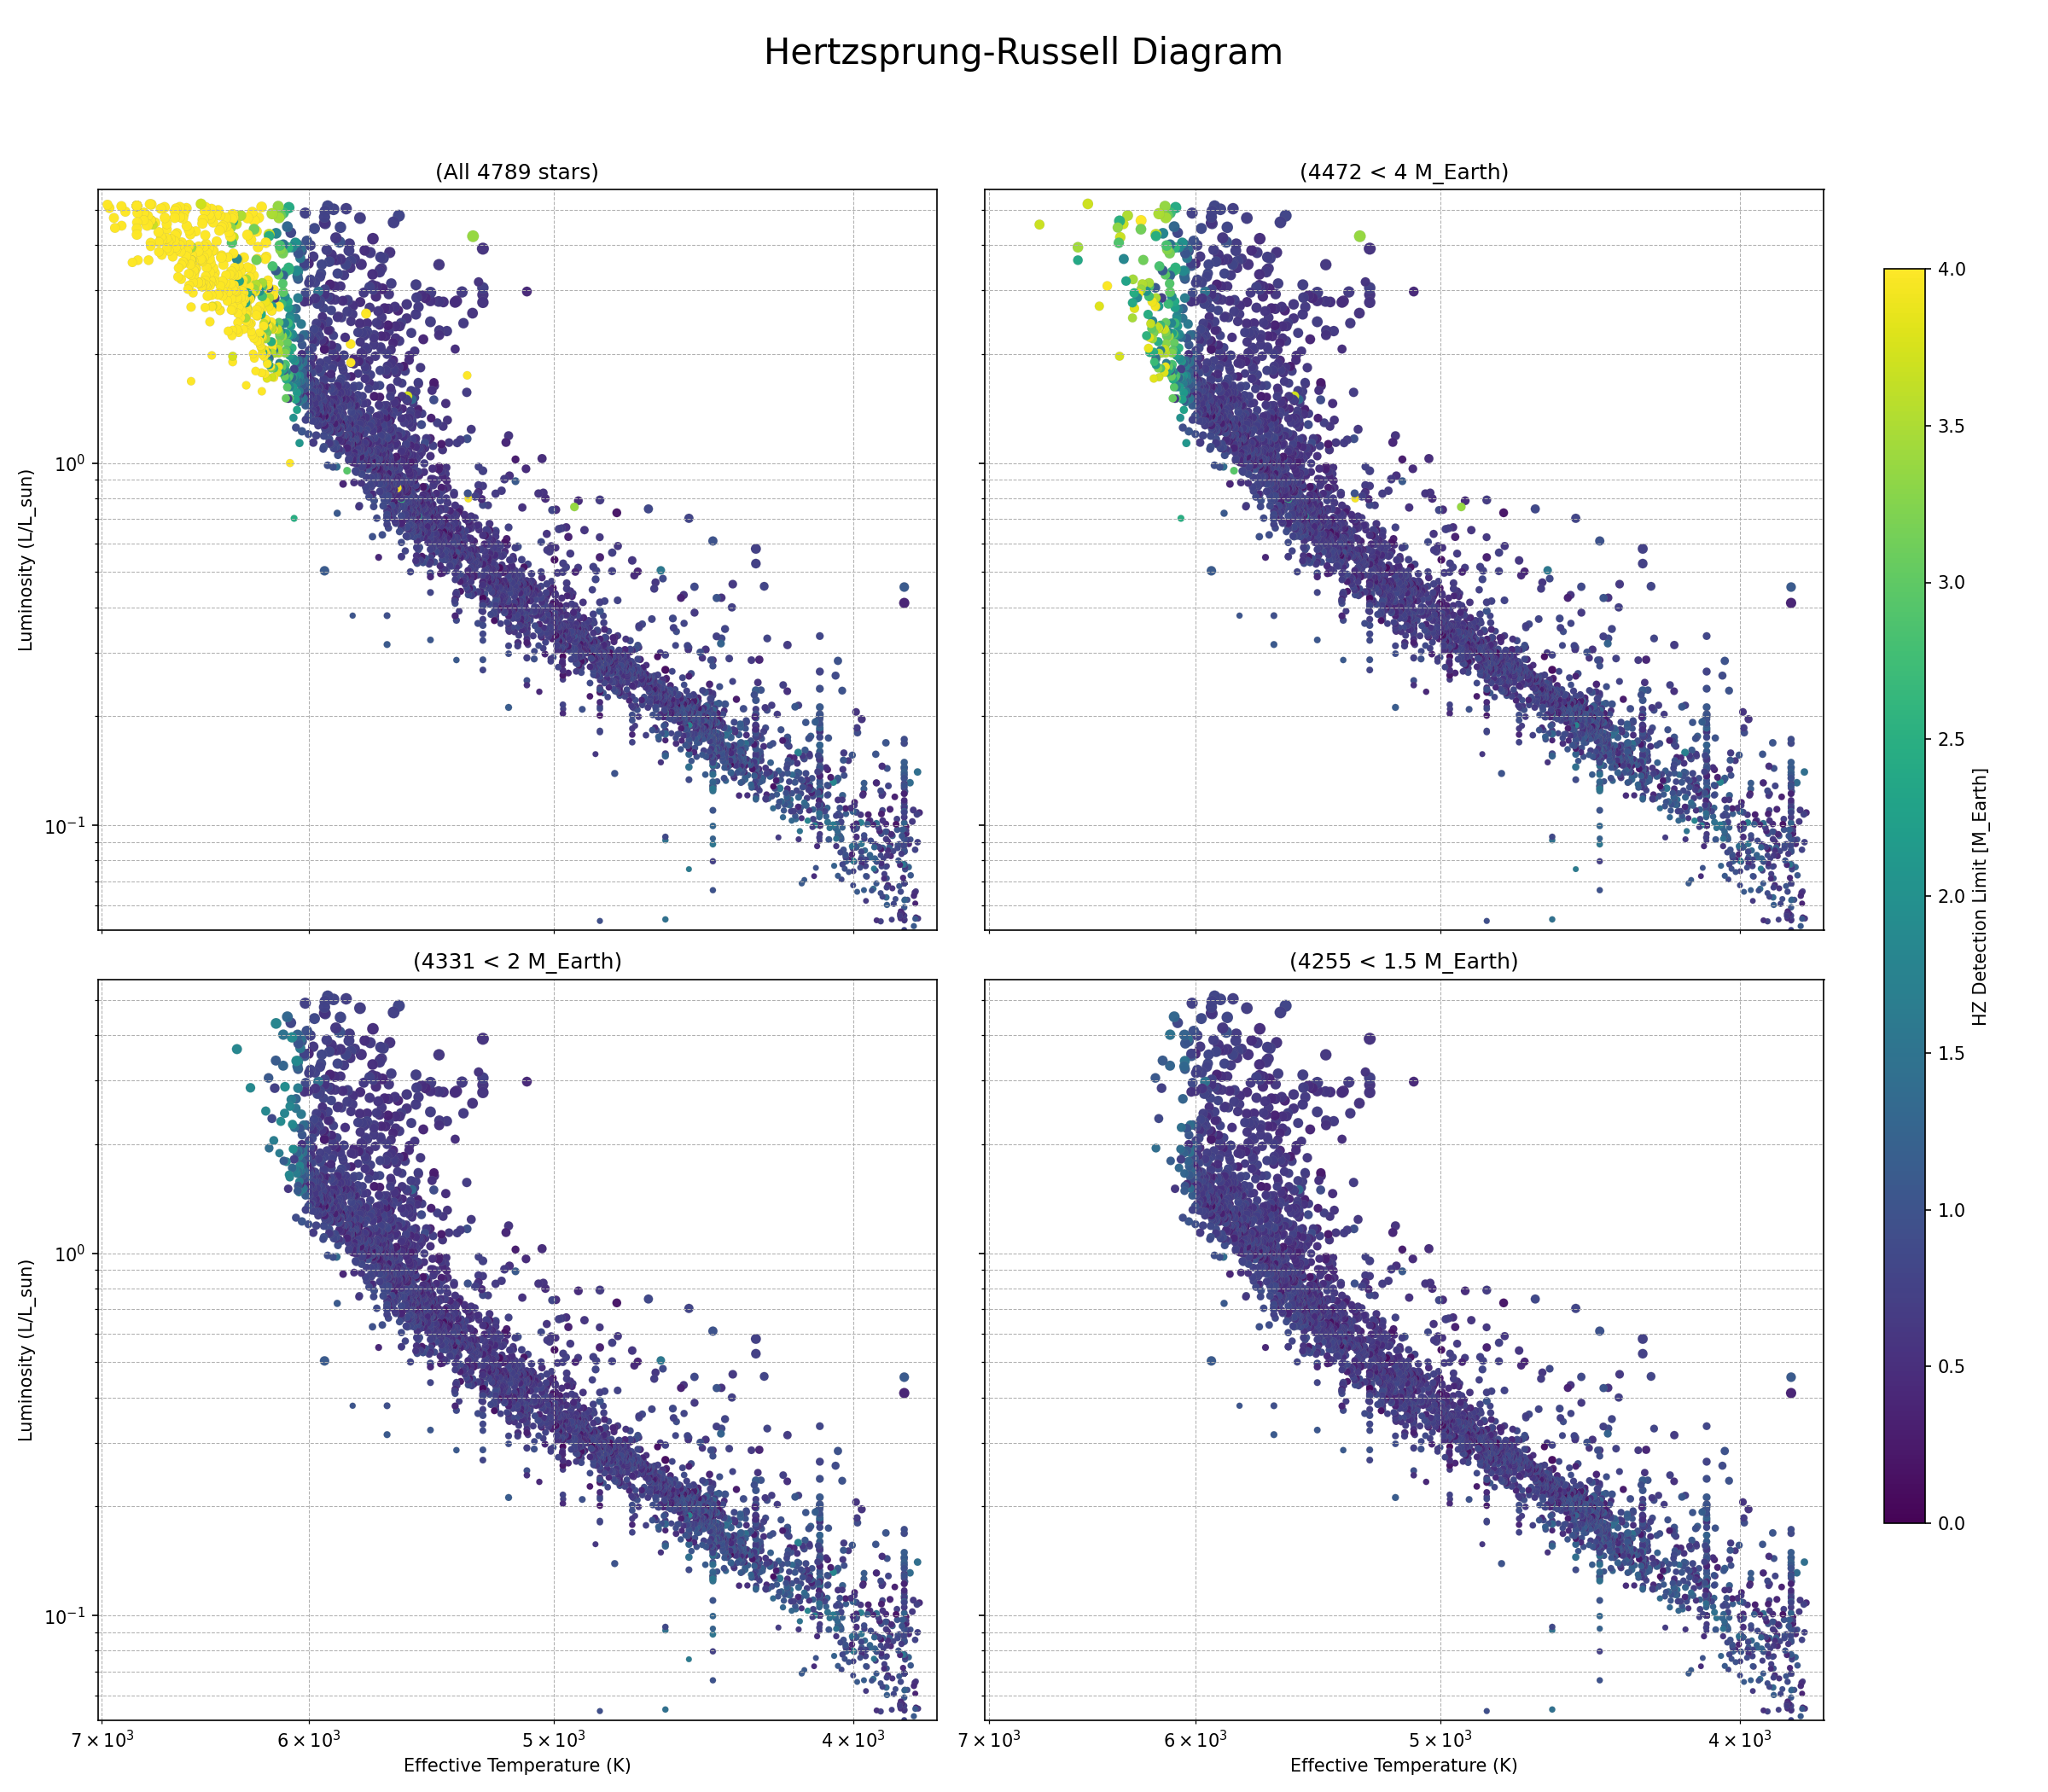 Hertzsprung-Russell Diagram
(All 4789 stars)
(4472 < 4 M_Earth)
Luminosity (L/L_sun)
10⁰
10⁻¹
(4331 < 2 M_Earth)
(4255 < 1.5 M_Earth)
Luminosity (L/L_sun)
10⁰
10⁻¹
7 × 10³
6 × 10³
5 × 10³
4 × 10³
Effective Temperature (K)
7 × 10³
6 × 10³
5 × 10³
4 × 10³
Effective Temperature (K)
4.0
3.5
3.0
2.5
2.0
1.5
1.0
0.5
0.0
HZ Detection Limit [M_Earth]